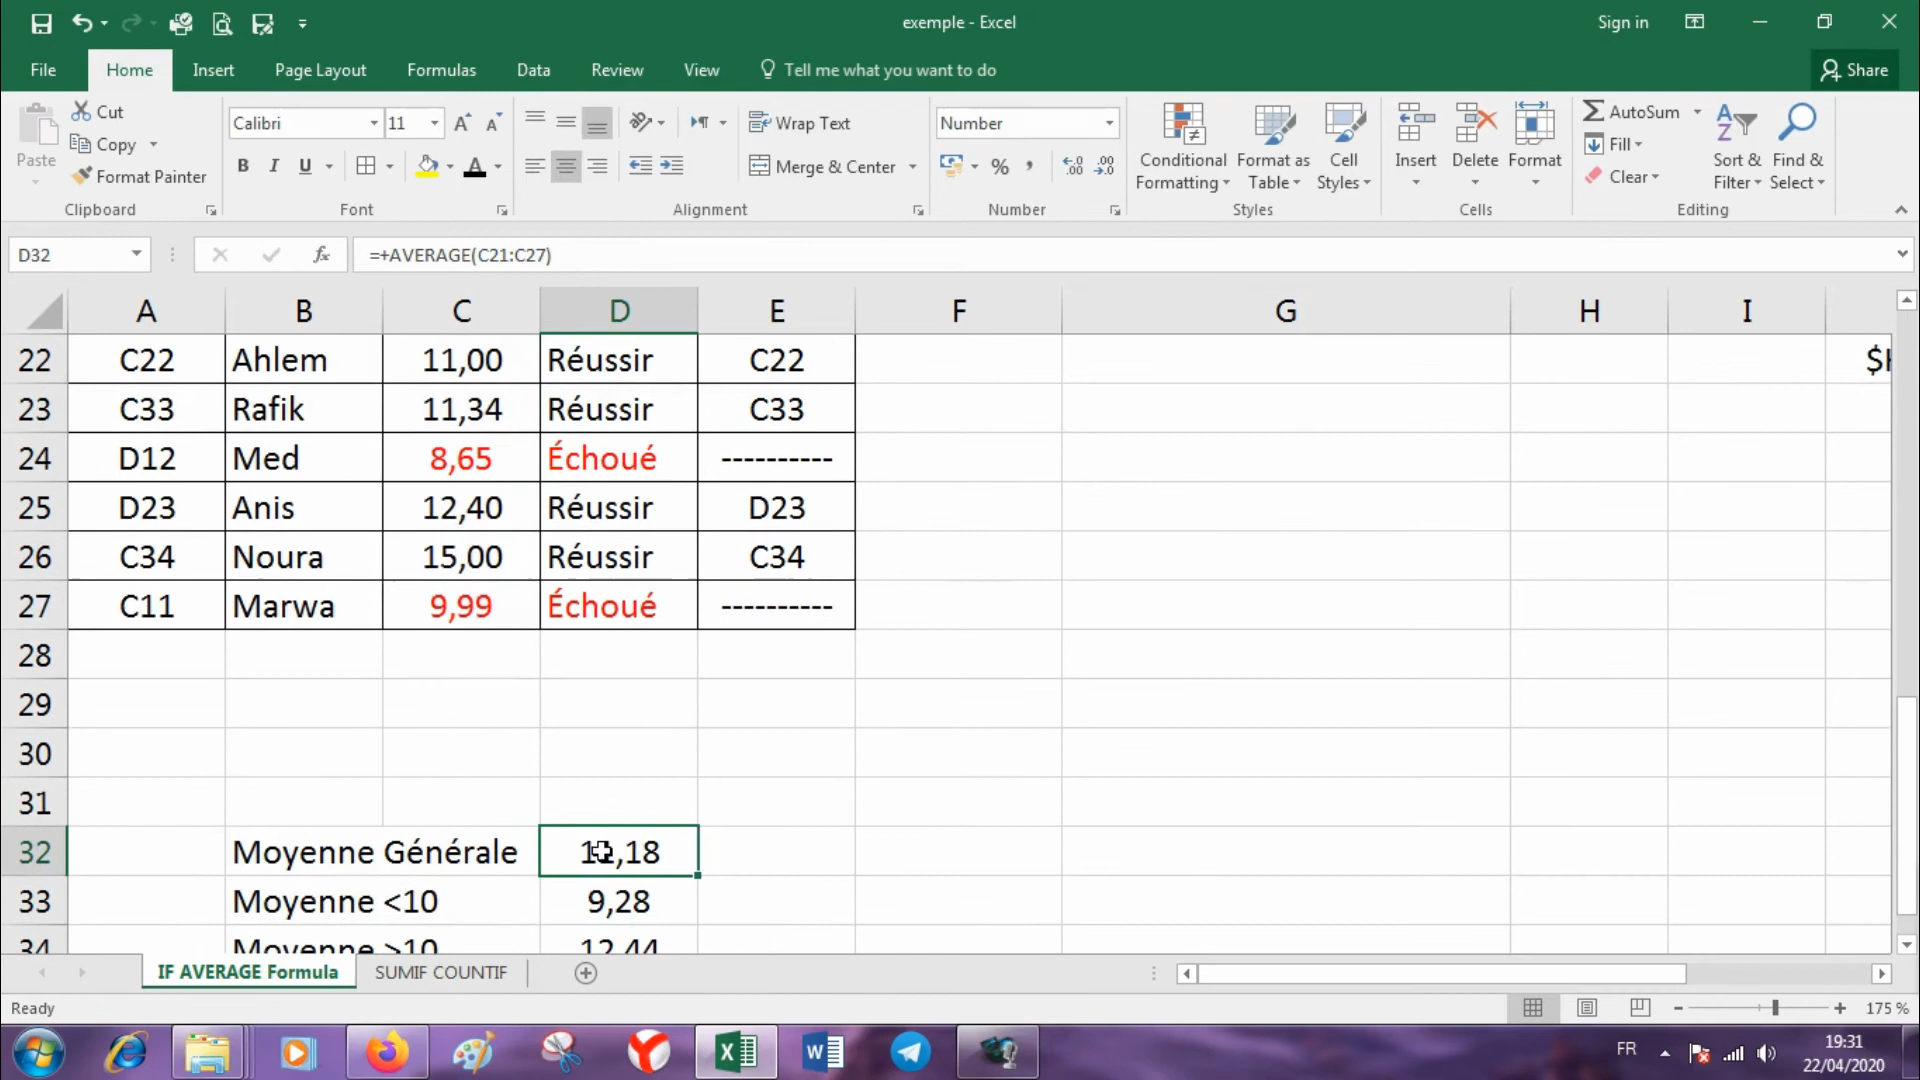 exemple - Excel
Sign in
File Home Insert Page Layout Formulas Data Review View Tell me what you want to do Share
Paste
Cut
Copy
Format Painter
Clipboard
Calibri 11
B I U
Font
Wrap Text
Merge & Center
Alignment
Number
%
Number
Conditional Formatting
Format as Table
Cell Styles
Styles
Insert
Delete
Format
Cells
AutoSum
Fill
Clear
Sort & Filter
Find & Select
Editing
D32 fx =+AVERAGE(C21:C27)
A B C D E F G H I
22 C22 Ahlem 11,00 Réussir C22
23 C33 Rafik 11,34 Réussir C33
24 D12 Med 8,65 Échoué ----------
25 D23 Anis 12,40 Réussir D23
26 C34 Noura 15,00 Réussir C34
27 C11 Marwa 9,99 Échoué ----------
28
29
30
31
32 Moyenne Générale
33 Moyenne <10 9,28
34 Moyenne >10 12,44
IF AVERAGE Formula SUMIF COUNTIF
Ready
175 %
FR
19:31
22/04/2020